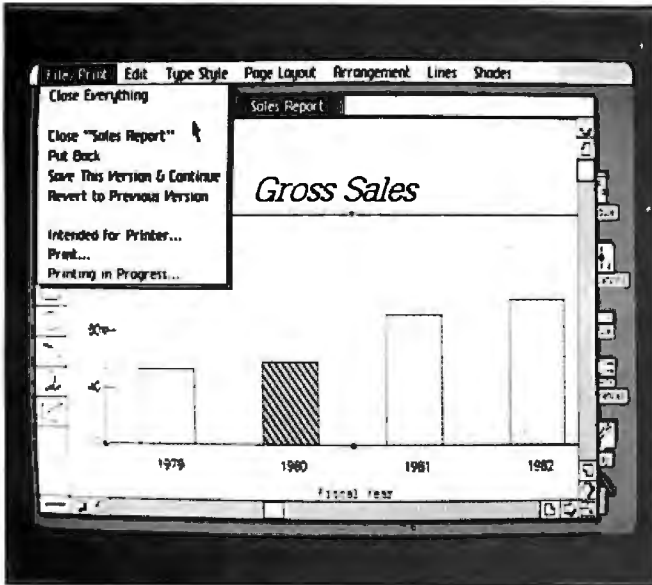 File/Print Edit Type Style Page Layout Arrangement Lines Shades
Close Everything
Close "Sales Report"
Put Back
Save This Version & Continue
Revert to Previous Version
Intended for Printer...
Print...
Printing in Progress...
Sales Report
Gross Sales
1979 1980 1981 1982
Fiscal Year